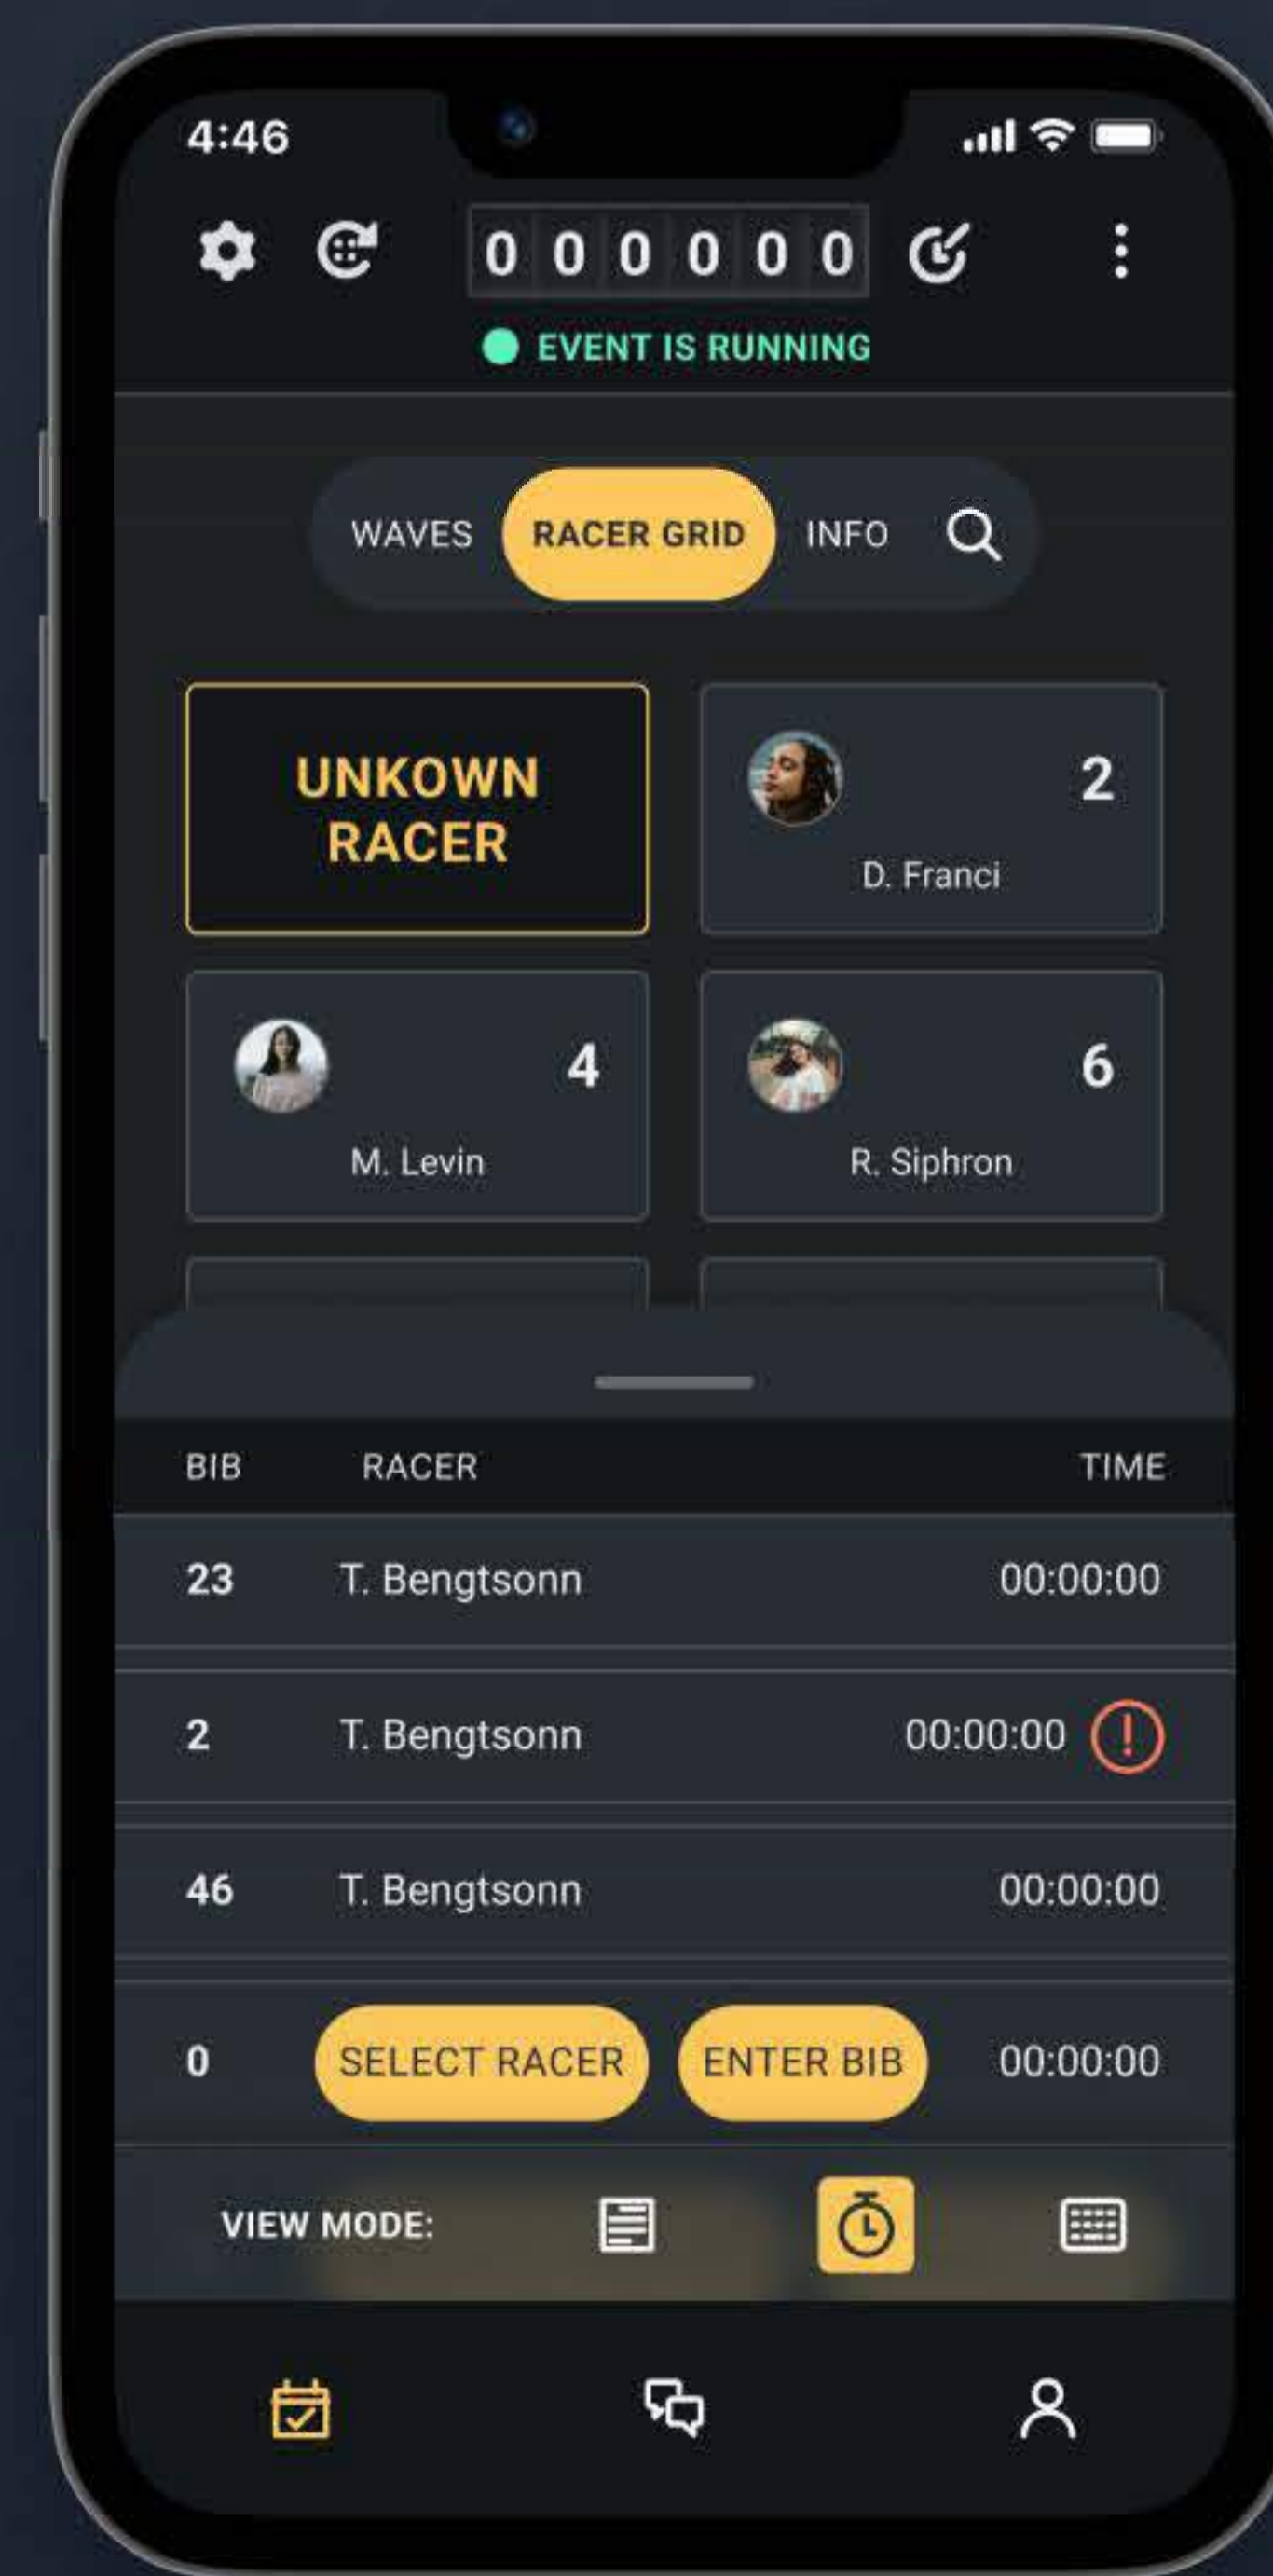 4:46
0 0 0 0 0 0
EVENT IS RUNNING
WAVES RACER GRID INFO
UNKOWN
RACER
2
D. Franci
4
M. Levin
6
R. Siphron
BIB RACER TIME
23 T. Bengtsonn 00:00:00
2 T. Bengtsonn 00:00:00 !
46 T. Bengtsonn 00:00:00
0 SELECT RACER ENTER BIB 00:00:00
VIEW MODE: